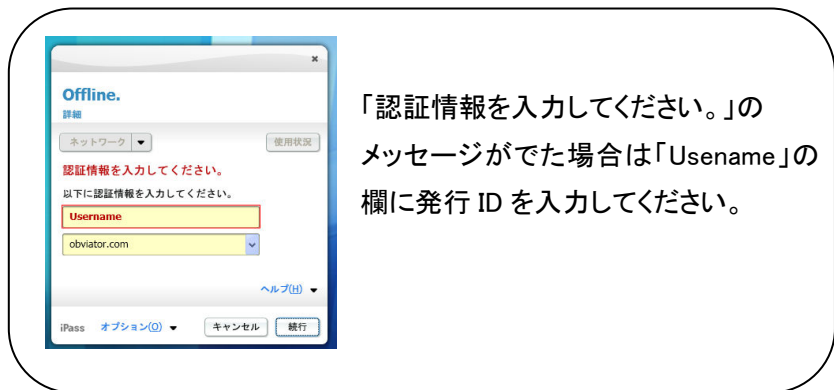 Offline.
詳細
ネットワーク
使用状況
認証情報を入力してください。
以下に認証情報を入力してください。
Username
obviator.com
ヘルプ(H)
iPass オプション(O) キャンセル 続行
「認証情報を入力してください。」の
メッセージがでた場合は「Usename」の
欄に発行 ID を入力してください。